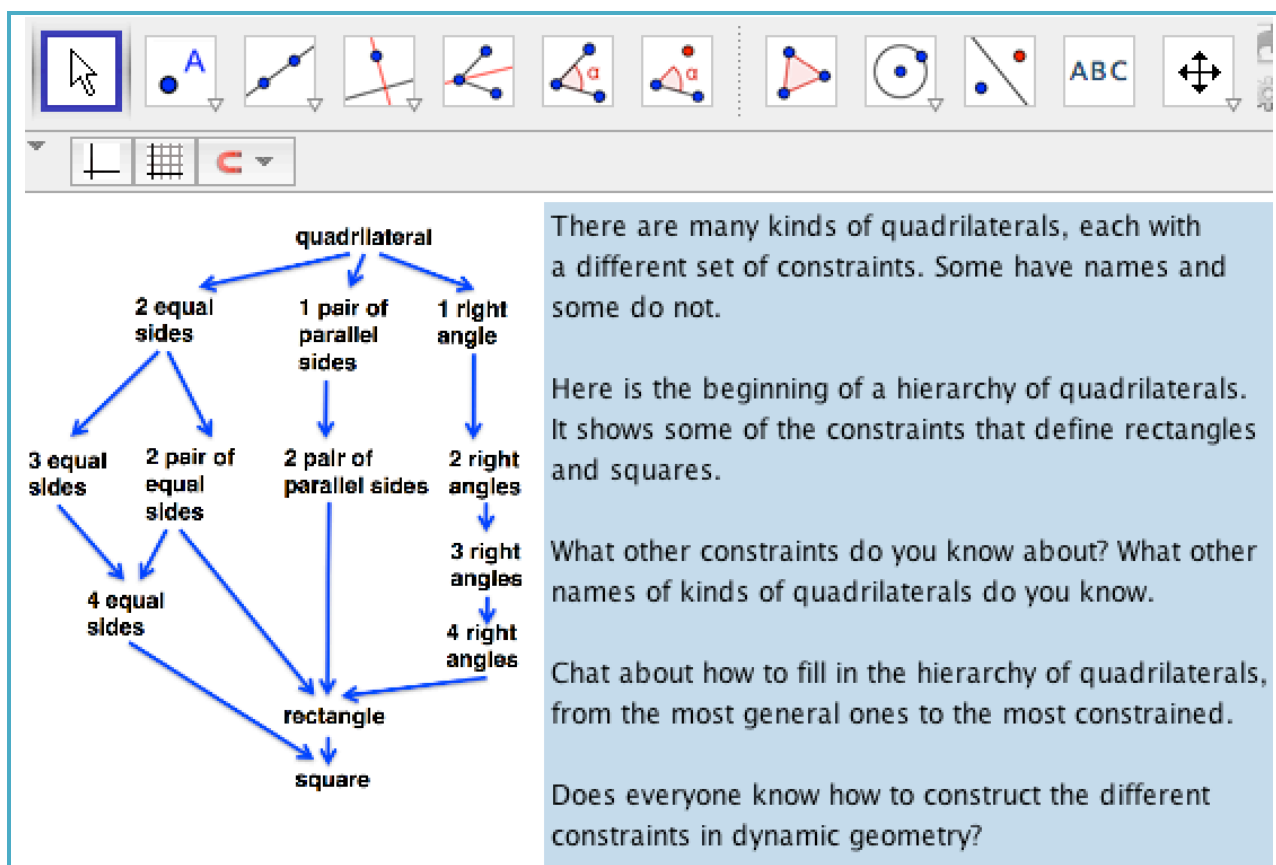 A
α
α
ABC
quadrilateral
2 equal
sides
1 pair of
parallel
sides
1 right
angle
3 equal
sides
2 pair of
equal
sides
2 pair of
parallel sides
2 right
angles
3 right
angles
4 equal
sides
4 right
angles
rectangle
square
There are many kinds of quadrilaterals, each with
a different set of constraints. Some have names and
some do not.
Here is the beginning of a hierarchy of quadrilaterals.
It shows some of the constraints that define rectangles
and squares.
What other constraints do you know about? What other
names of kinds of quadrilaterals do you know.
Chat about how to fill in the hierarchy of quadrilaterals,
from the most general ones to the most constrained.
Does everyone know how to construct the different
constraints in dynamic geometry?